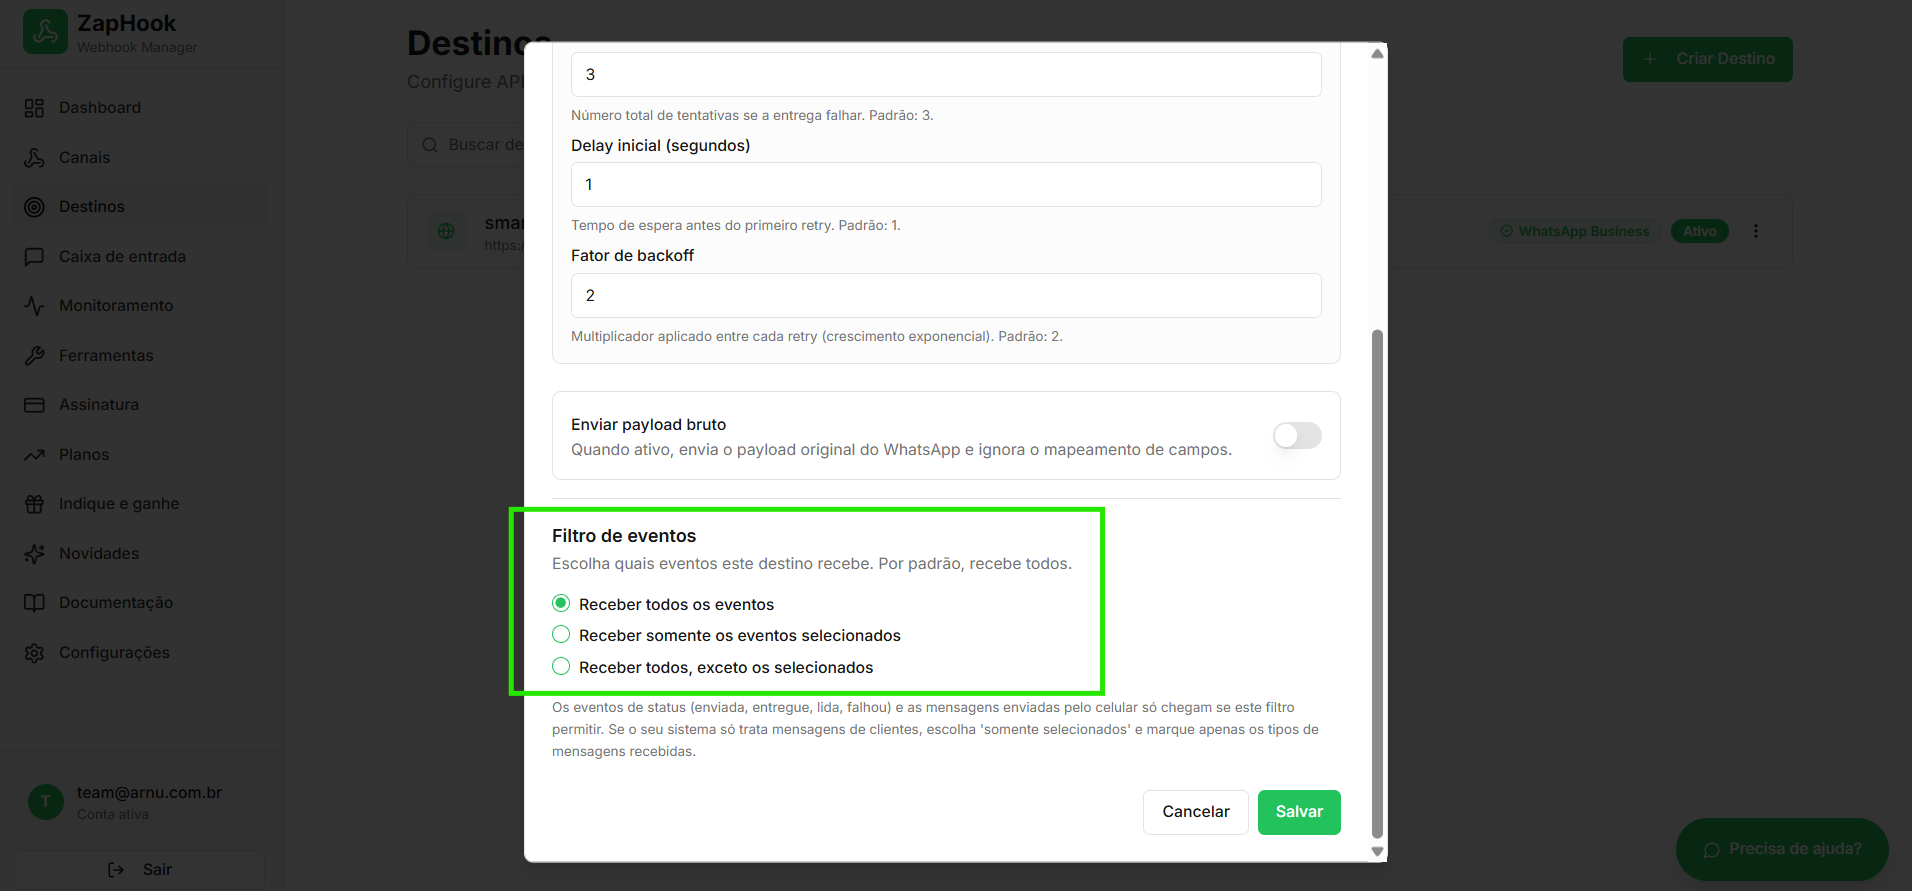 ZapHook
Webhook Manager
Dashboard
Canais
Destinos
Caixa de entrada
Monitoramento
Ferramentas
Assinatura
Planos
Indique e ganhe
Novidades
Documentação
Configurações
T
team@arnu.com.br
Conta ativa
Sair
Destinos
Configure API
+ Criar Destino
Buscar de
smar
https:/
WhatsApp Business
Ativo
3
Número total de tentativas se a entrega falhar. Padrão: 3.
Delay inicial (segundos)
1
Tempo de espera antes do primeiro retry. Padrão: 1.
Fator de backoff
2
Multiplicador aplicado entre cada retry (crescimento exponencial). Padrão: 2.
Enviar payload bruto
Quando ativo, envia o payload original do WhatsApp e ignora o mapeamento de campos.
Filtro de eventos
Escolha quais eventos este destino recebe. Por padrão, recebe todos.
Receber todos os eventos
Receber somente os eventos selecionados
Receber todos, exceto os selecionados
Os eventos de status (enviada, entregue, lida, falhou) e as mensagens enviadas pelo celular só chegam se este filtro
permitir. Se o seu sistema só trata mensagens de clientes, escolha 'somente selecionados' e marque apenas os tipos de
mensagens recebidas.
Cancelar
Salvar
Precisa de ajuda?